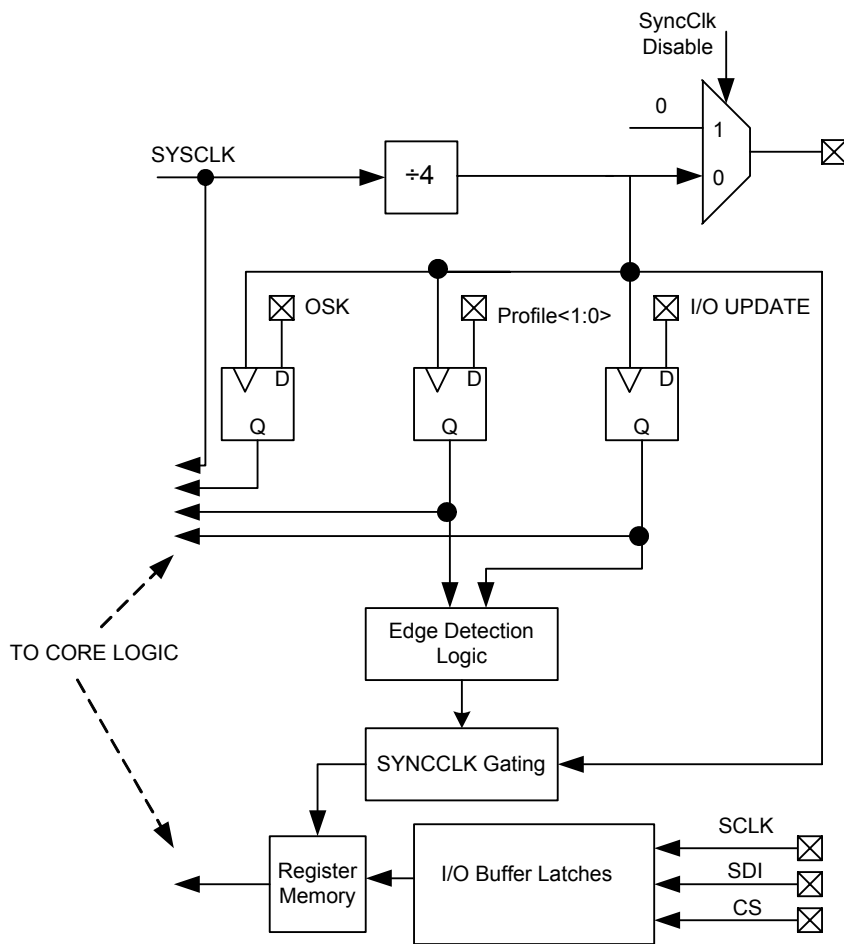 SyncClk
Disable
0
1
SYSCLK
÷4
0
OSK
Profile<1:0>
I/O UPDATE
D
D
D
Q
Q
Q
Edge Detection
Logic
TO CORE LOGIC
SYNCCLK Gating
SCLK
Register
Memory
I/O Buffer Latches
SDI
CS